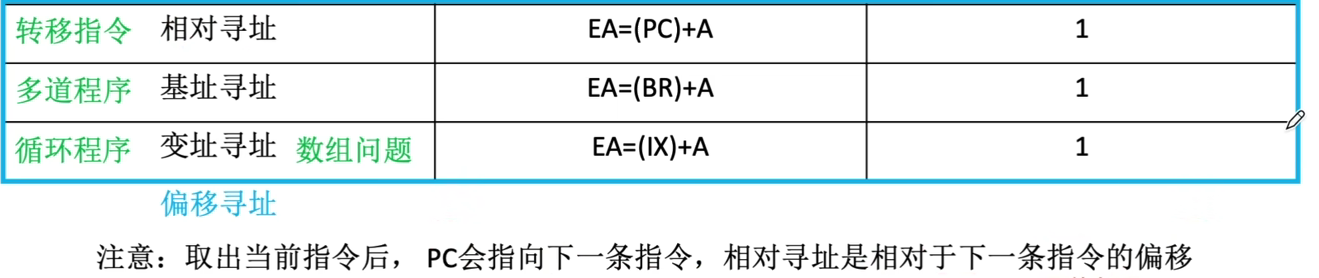 转移指令 相对寻址 EA=(PC)+A 1
多道程序 基址寻址 EA=(BR)+A 1
循环程序 变址寻址 数组问题 EA=(IX)+A 1
偏移寻址
注意：取出当前指令后， PC会指向下一条指令，相对寻址是相对于下一条指令的偏移